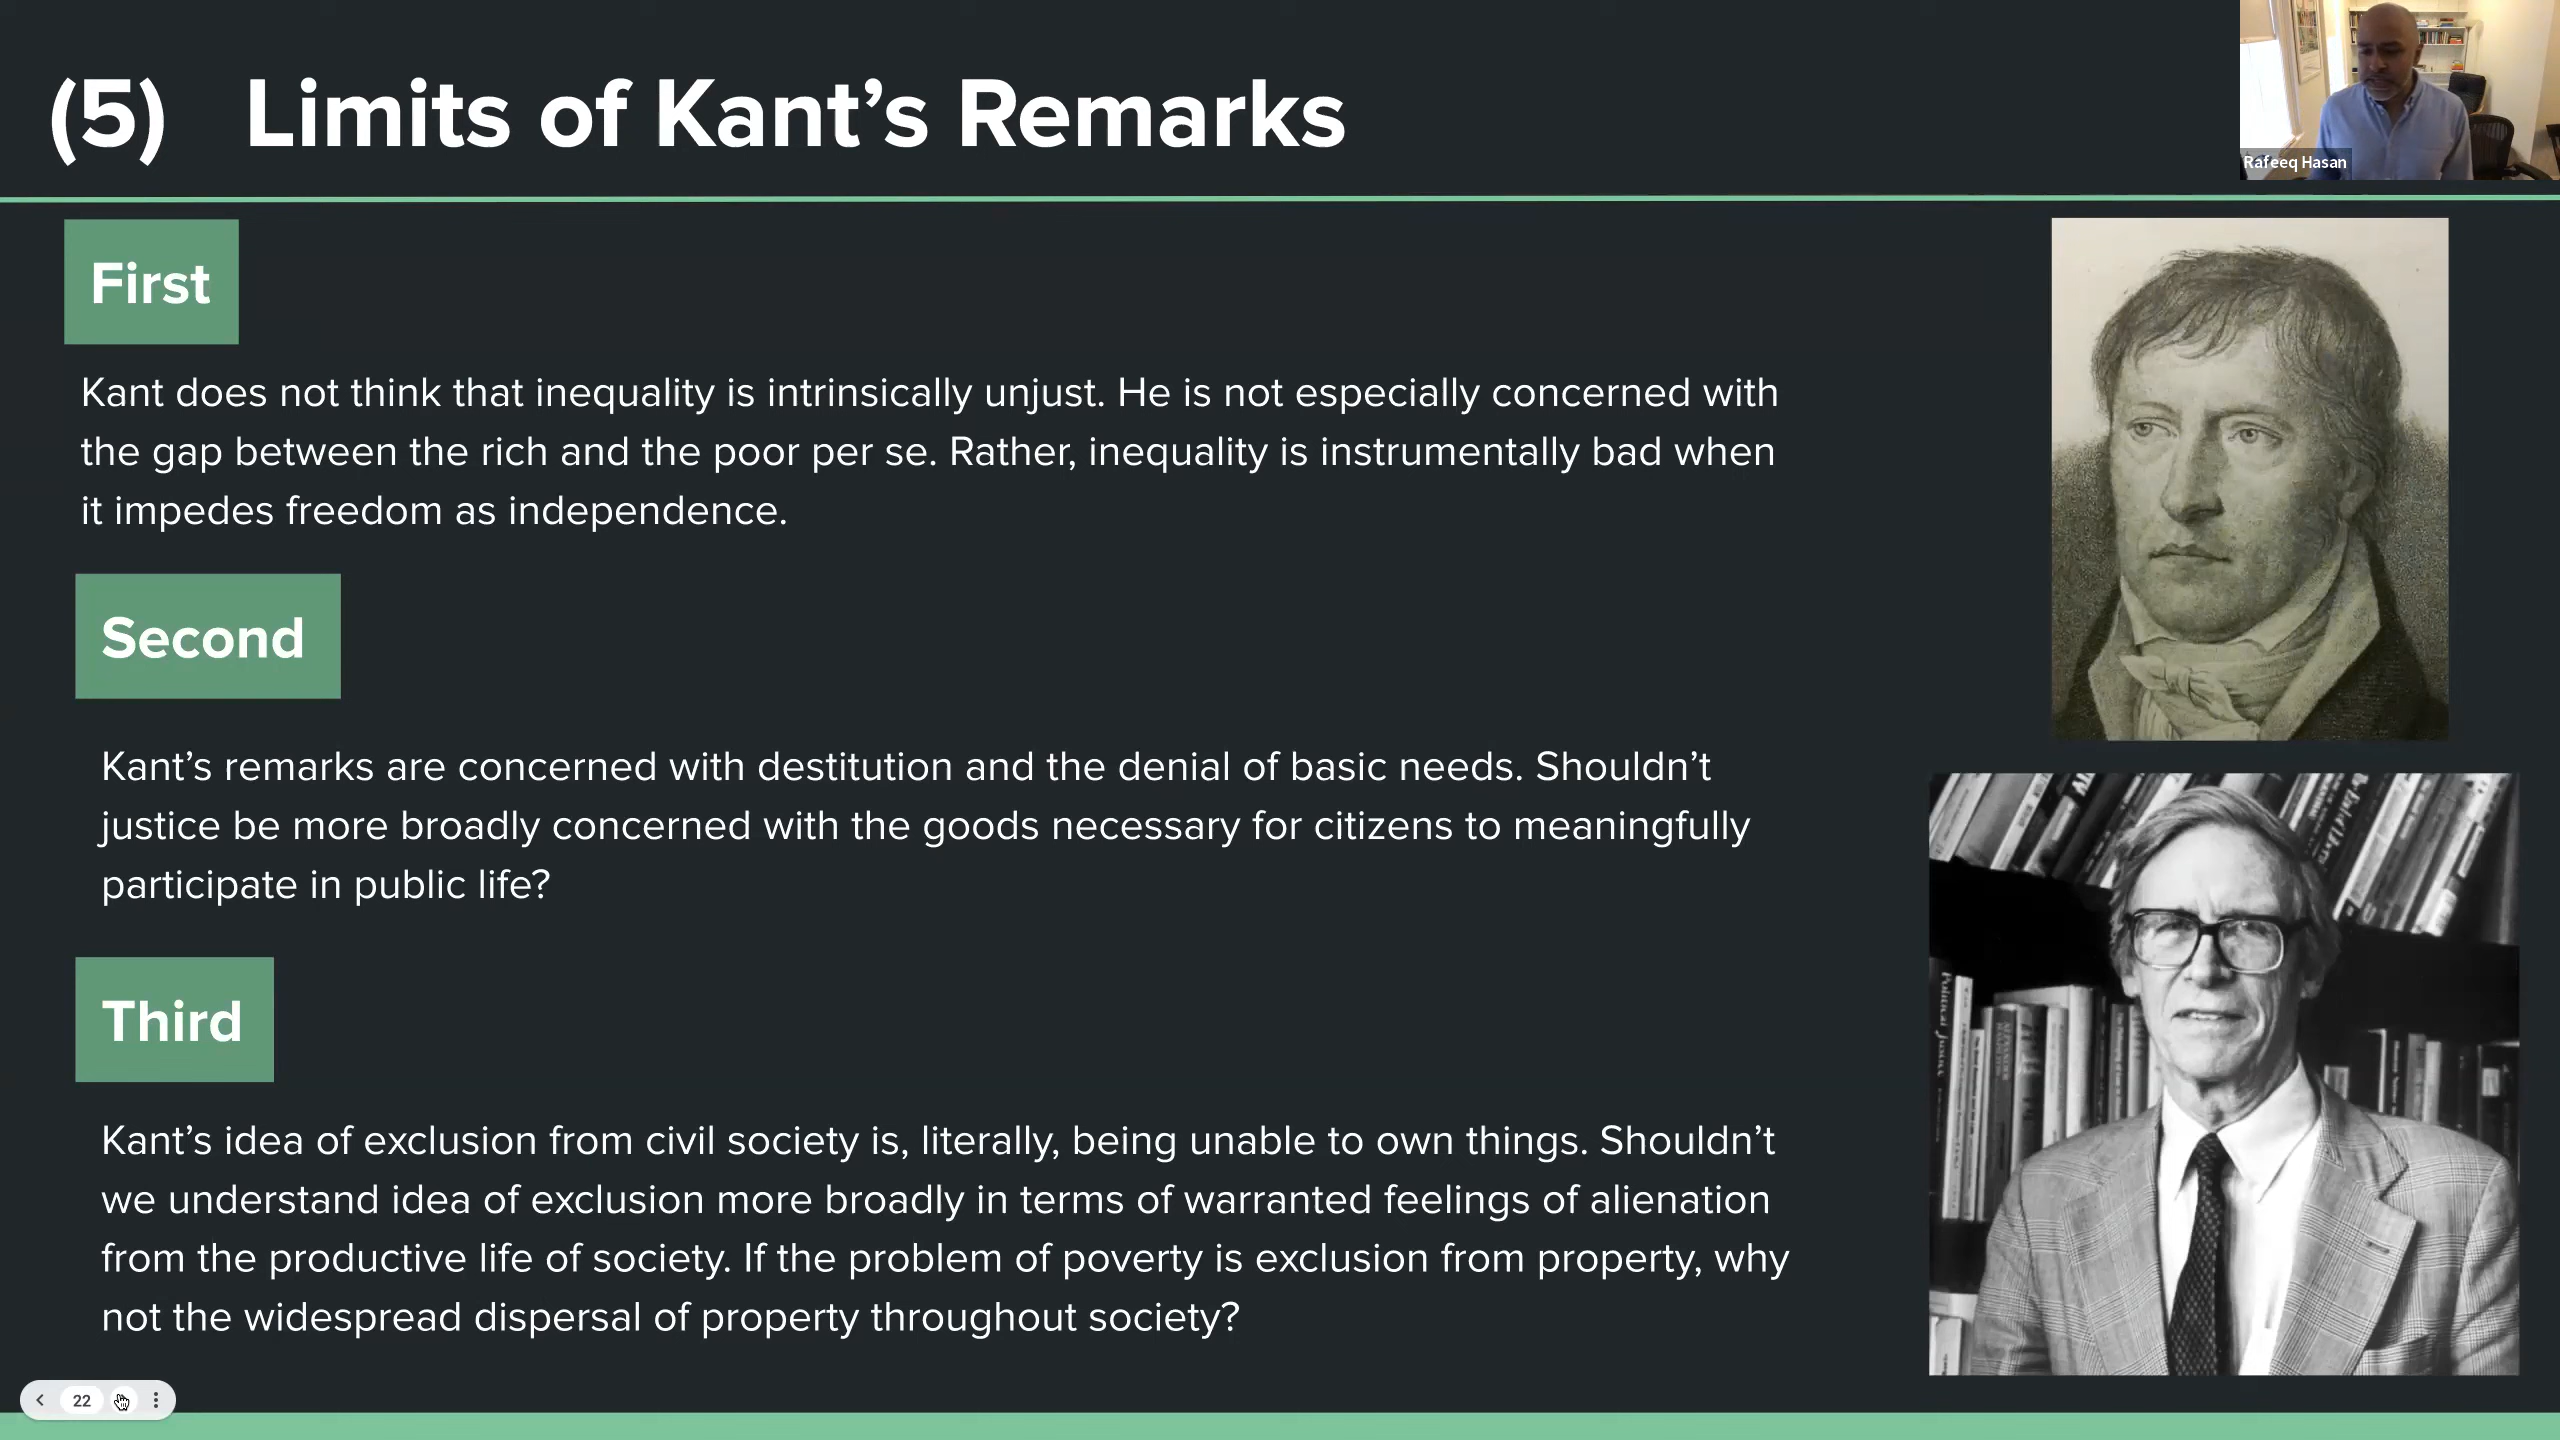 (5) Limits of Kant’s Remarks
Rafeeq Hasan
First
Kant does not think that inequality is intrinsically unjust. He is not especially concerned with
the gap between the rich and the poor per se. Rather, inequality is instrumentally bad when
it impedes freedom as independence.
Second
Kant’s remarks are concerned with destitution and the denial of basic needs. Shouldn’t
justice be more broadly concerned with the goods necessary for citizens to meaningfully
participate in public life?
Third
Kant’s idea of exclusion from civil society is, literally, being unable to own things. Shouldn’t
we understand idea of exclusion more broadly in terms of warranted feelings of alienation
from the productive life of society. If the problem of poverty is exclusion from property, why
not the widespread dispersal of property throughout society?
Political
22